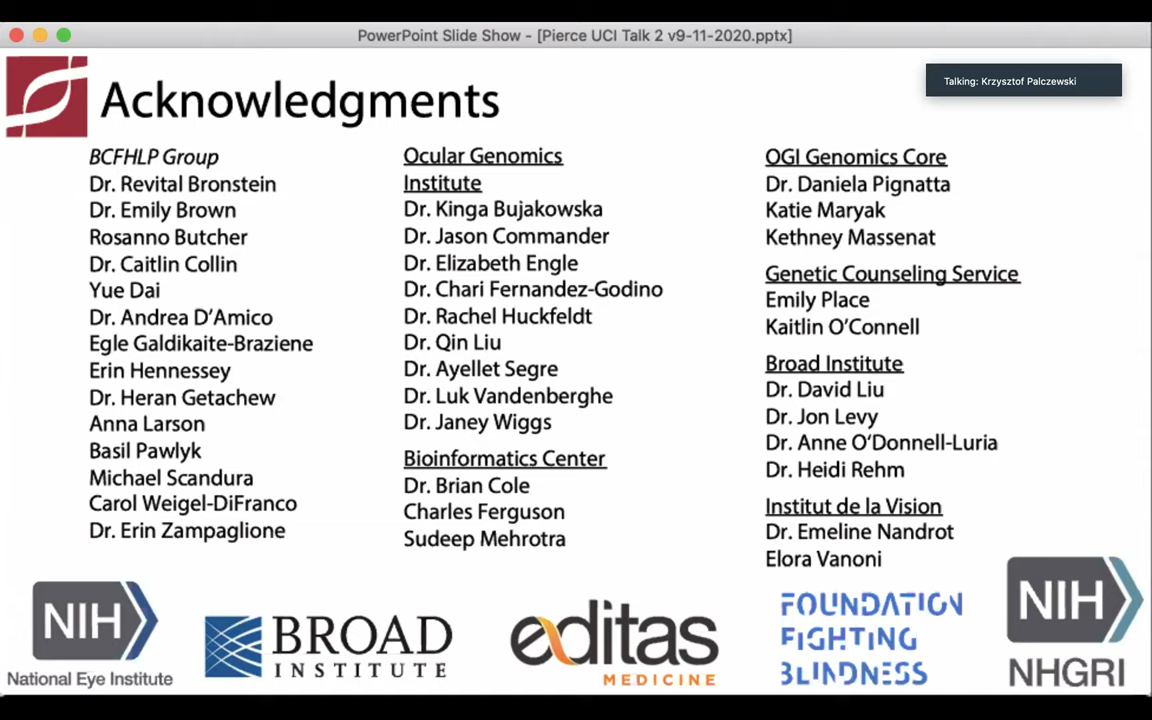 PowerPoint Slide Show - [Pierce UCI Talk 2 v9-11-2020.pptx]
Talking: Krzysztof Palczewski
Acknowledgments
BCFHLP Group
Dr. Revital Bronstein
Dr. Emily Brown
Rosanno Butcher
Dr. Caitlin Collin
Yue Dai
Dr. Andrea D’Amico
Egle Galdikaite-Braziene
Erin Hennessey
Dr. Heran Getachew
Anna Larson
Basil Pawlyk
Michael Scandura
Carol Weigel-DiFranco
Dr. Erin Zampaglione
Ocular Genomics
Institute
Dr. Kinga Bujakowska
Dr. Jason Commander
Dr. Elizabeth Engle
Dr. Chari Fernandez-Godino
Dr. Rachel Huckfeldt
Dr. Qin Liu
Dr. Ayellet Segre
Dr. Luk Vandenberghe
Dr. Janey Wiggs
Bioinformatics Center
Dr. Brian Cole
Charles Ferguson
Sudeep Mehrotra
OGI Genomics Core
Dr. Daniela Pignatta
Katie Maryak
Kethney Massenat
Genetic Counseling Service
Emily Place
Kaitlin O’Connell
Broad Institute
Dr. David Liu
Dr. Jon Levy
Dr. Anne O’Donnell-Luria
Dr. Heidi Rehm
Institut de la Vision
Dr. Emeline Nandrot
Elora Vanoni
NIH
National Eye Institute
BROAD
INSTITUTE
editas
MEDICINE
FOUNDATION
FIGHTING
BLINDNESS
NIH
NHGRI